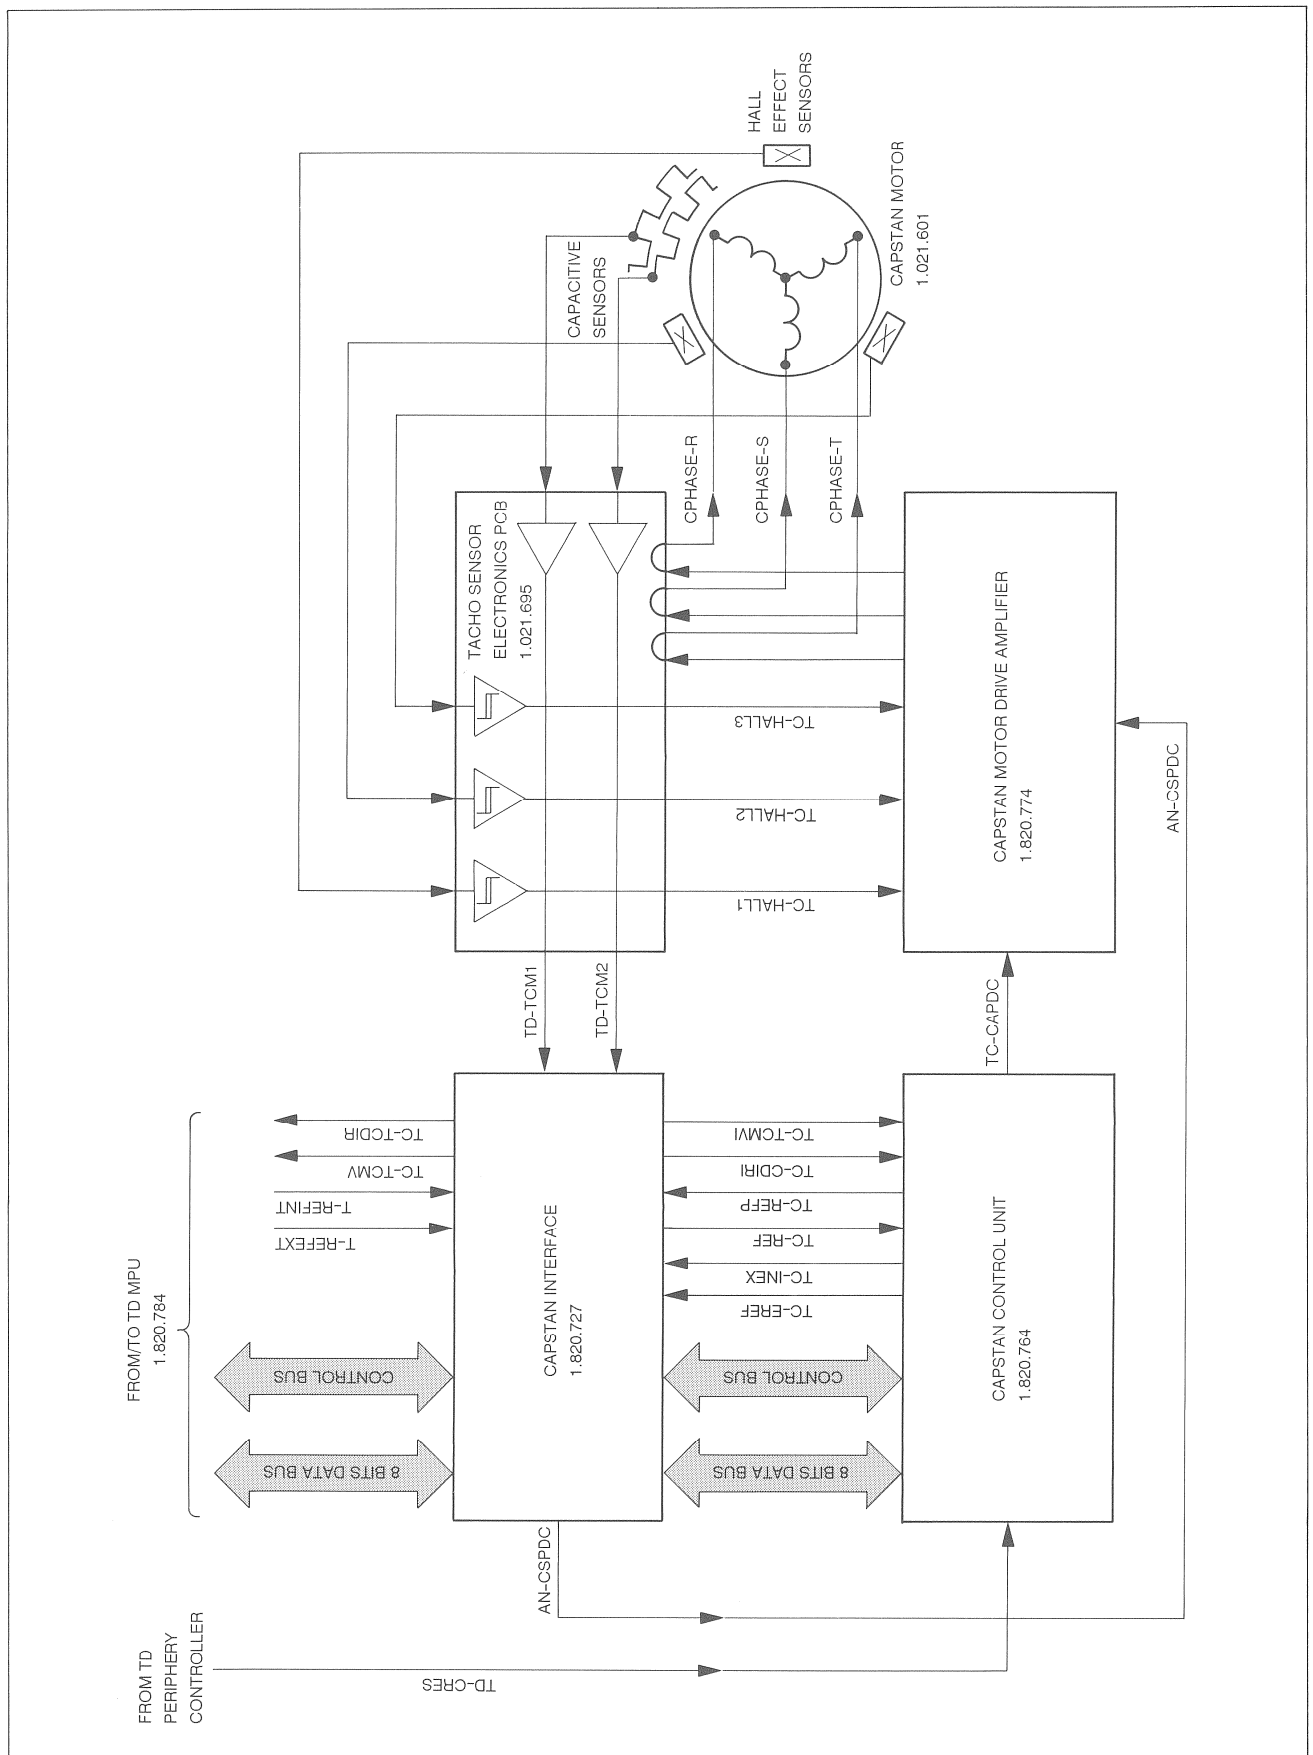 FROM TD
PERIPHERY
CONTROLLER
TD-CRES
FROM/TO TD MPU
1.820.784
8 BITS DATA BUS
CONTROL BUS
T-REFEXT
T-REFINT
TC-TCMV
TC-TCDIR
AN-CSPDC
CAPSTAN INTERFACE
1.820.727
TD-TCM1
TD-TCM2
8 BITS DATA BUS
CONTROL BUS
TC-EREF
TC-INEX
TC-REF
TC-REFP
TC-CDIRI
TC-TCMVI
CAPSTAN CONTROL UNIT
1.820.764
TC-CAPDC
TACHO SENSOR
ELECTRONICS PCB
1.021.695
TC-HALL1
TC-HALL2
TC-HALL3
CAPSTAN MOTOR DRIVE AMPLIFIER
1.820.774
AN-CSPDC
CPHASE-R
CPHASE-S
CPHASE-T
CAPACITIVE
SENSORS
HALL
EFFECT
SENSORS
CAPSTAN MOTOR
1.021.601